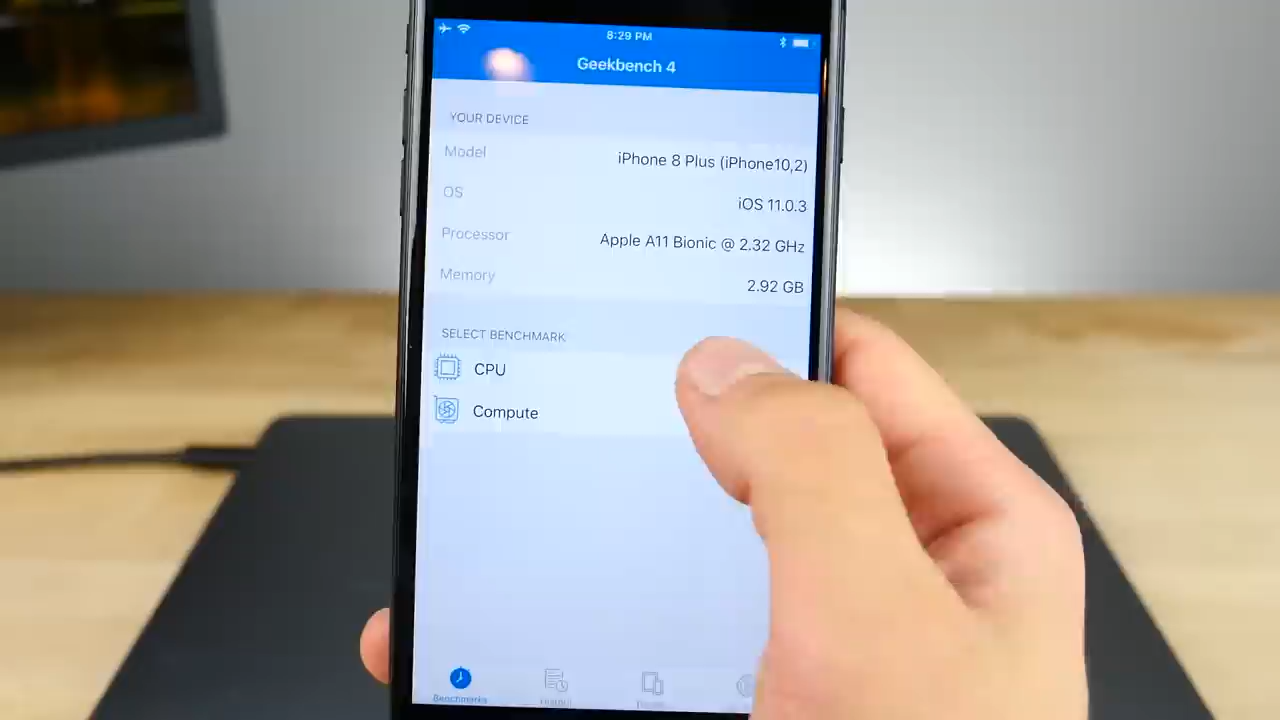 8:29 PM
Geekbench 4
YOUR DEVICE
Model iPhone 8 Plus (iPhone10,2)
OS iOS 11.0.3
Processor Apple A11 Bionic @ 2.32 GHz
Memory 2.92 GB
SELECT BENCHMARK
CPU
Compute
Benchmarks